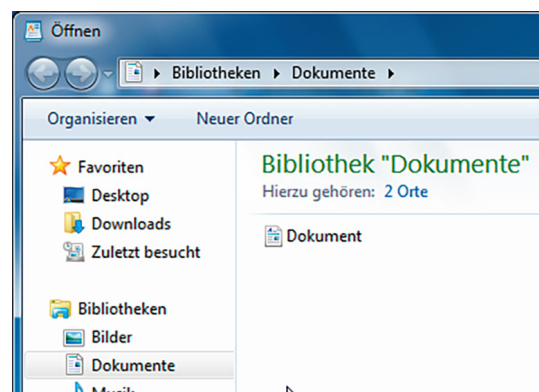 Öffnen
Bibliotheken Dokumente
Organisieren Neuer Ordner
Favoriten
Desktop
Downloads
Zuletzt besucht
Bibliotheken
Bilder
Dokumente
Musik
Bibliothek "Dokumente"
Hierzu gehören: 2 Orte
Dokument